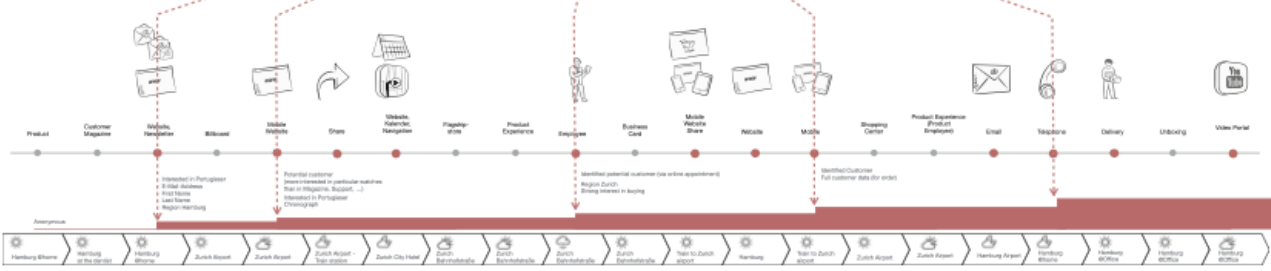 Product
Customer
Magazine
Website,
Newsletter
Billboard
Mobile
Website
Share
Website,
Kalender,
Navigation
Flagship-
store
Product
Experience
Employee
Business
Card
Mobile
Website
Share
Website
Mobile
Shopping
Center
Product Experience
(Product
Employee)
Email
Telephone
Delivery
Unboxing
Video Portal
You
Tube
Interested in Portugieser
E-Mail Address
First Name
Last Name
Region Hamburg
Potential customer
(more interested in particular watches
than in Magazine, Support, ...)
Interested in Portugieser
Chronograph
Identified potential customer (via online appointment)
Region Zurich
Strong interest in buying
Identified Customer
Full customer data (for order)
Anonymous
Hamburg @home
Hamburg
at the dentist
Hamburg
@home
Zurich Airport
Zurich Airport
Zurich Airport -
Train station
Zurich City Hotel
Zurich
Bahnhofstraße
Zurich
Bahnhofstraße
Zurich
Bahnhofstraße
Zurich
Bahnhofstraße
Train to Zurich
airport
Hamburg
Train to Zurich
airport
Zurich Airport
Zurich Airport
Hamburg Airport
Hamburg
@home
Hamburg
@Office
Hamburg
@Office
Hamburg
@Office